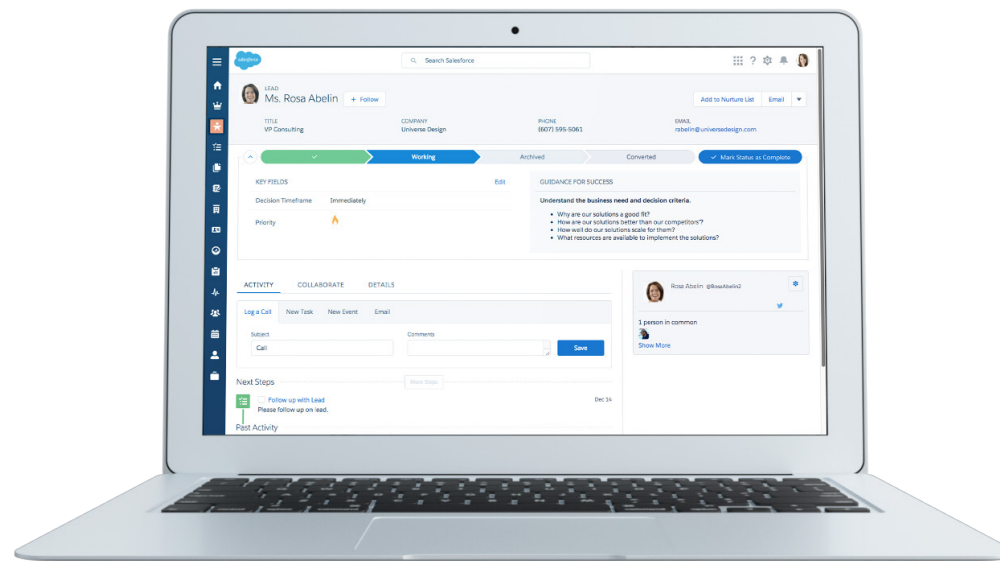 salesforce
Search Salesforce
?
LEAD
Ms. Rosa Abelin + Follow
Add to Nurture List Email
TITLE COMPANY PHONE EMAIL
VP Consulting Universe Design (607) 595-5061 rabelin@universedesign.com
Working Archived Converted Mark Status as Complete
KEY FIELDS Edit GUIDANCE FOR SUCCESS
Decision Timeframe Immediately Understand the business need and decision criteria.
• Why are our solutions a good fit?
Priority • How are our solutions better than our competitors'?
• How well do our solutions scale for them?
• What resources are available to implement the solutions?
ACTIVITY COLLABORATE DETAILS
Rosa Abelin @RosaAbelin2
Log a Call New Task New Event Email
1 person in common
Subject Comments
Call Save
Show More
Next Steps More Steps
Follow up with Lead Dec 14
Please follow up on lead.
Past Activity